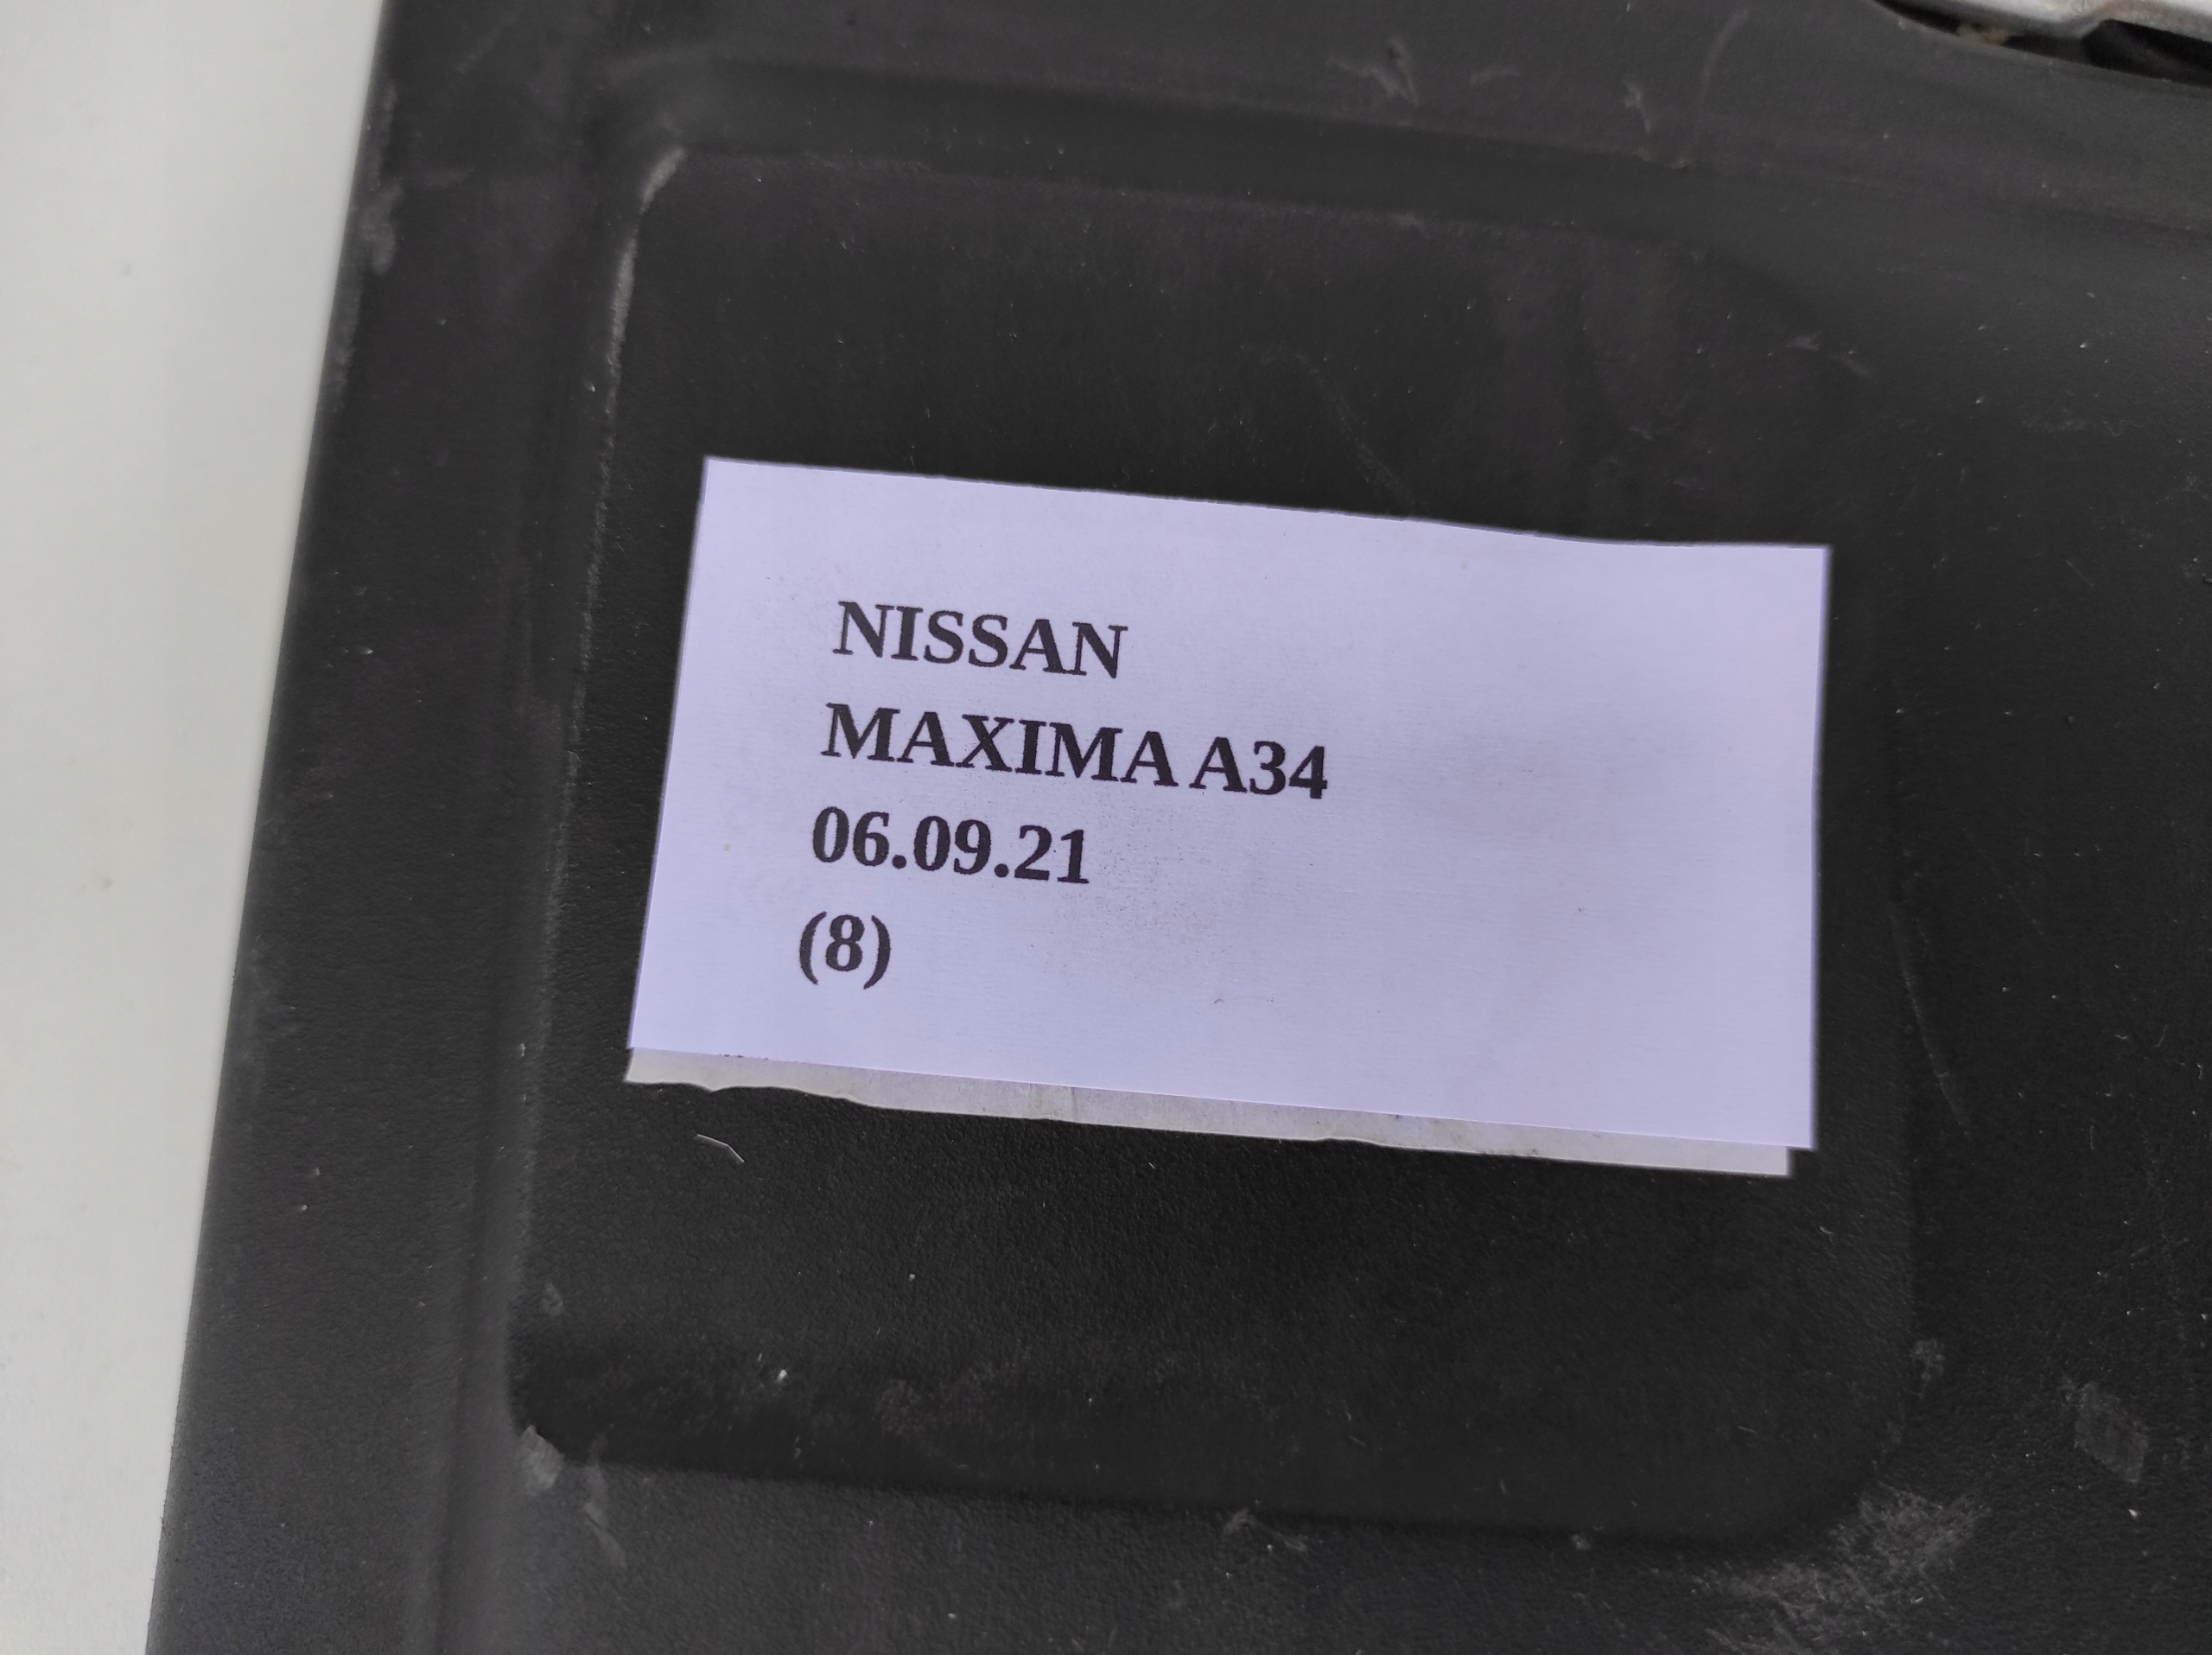 NISSAN
MAXIMA A34
06.09.21
(8)